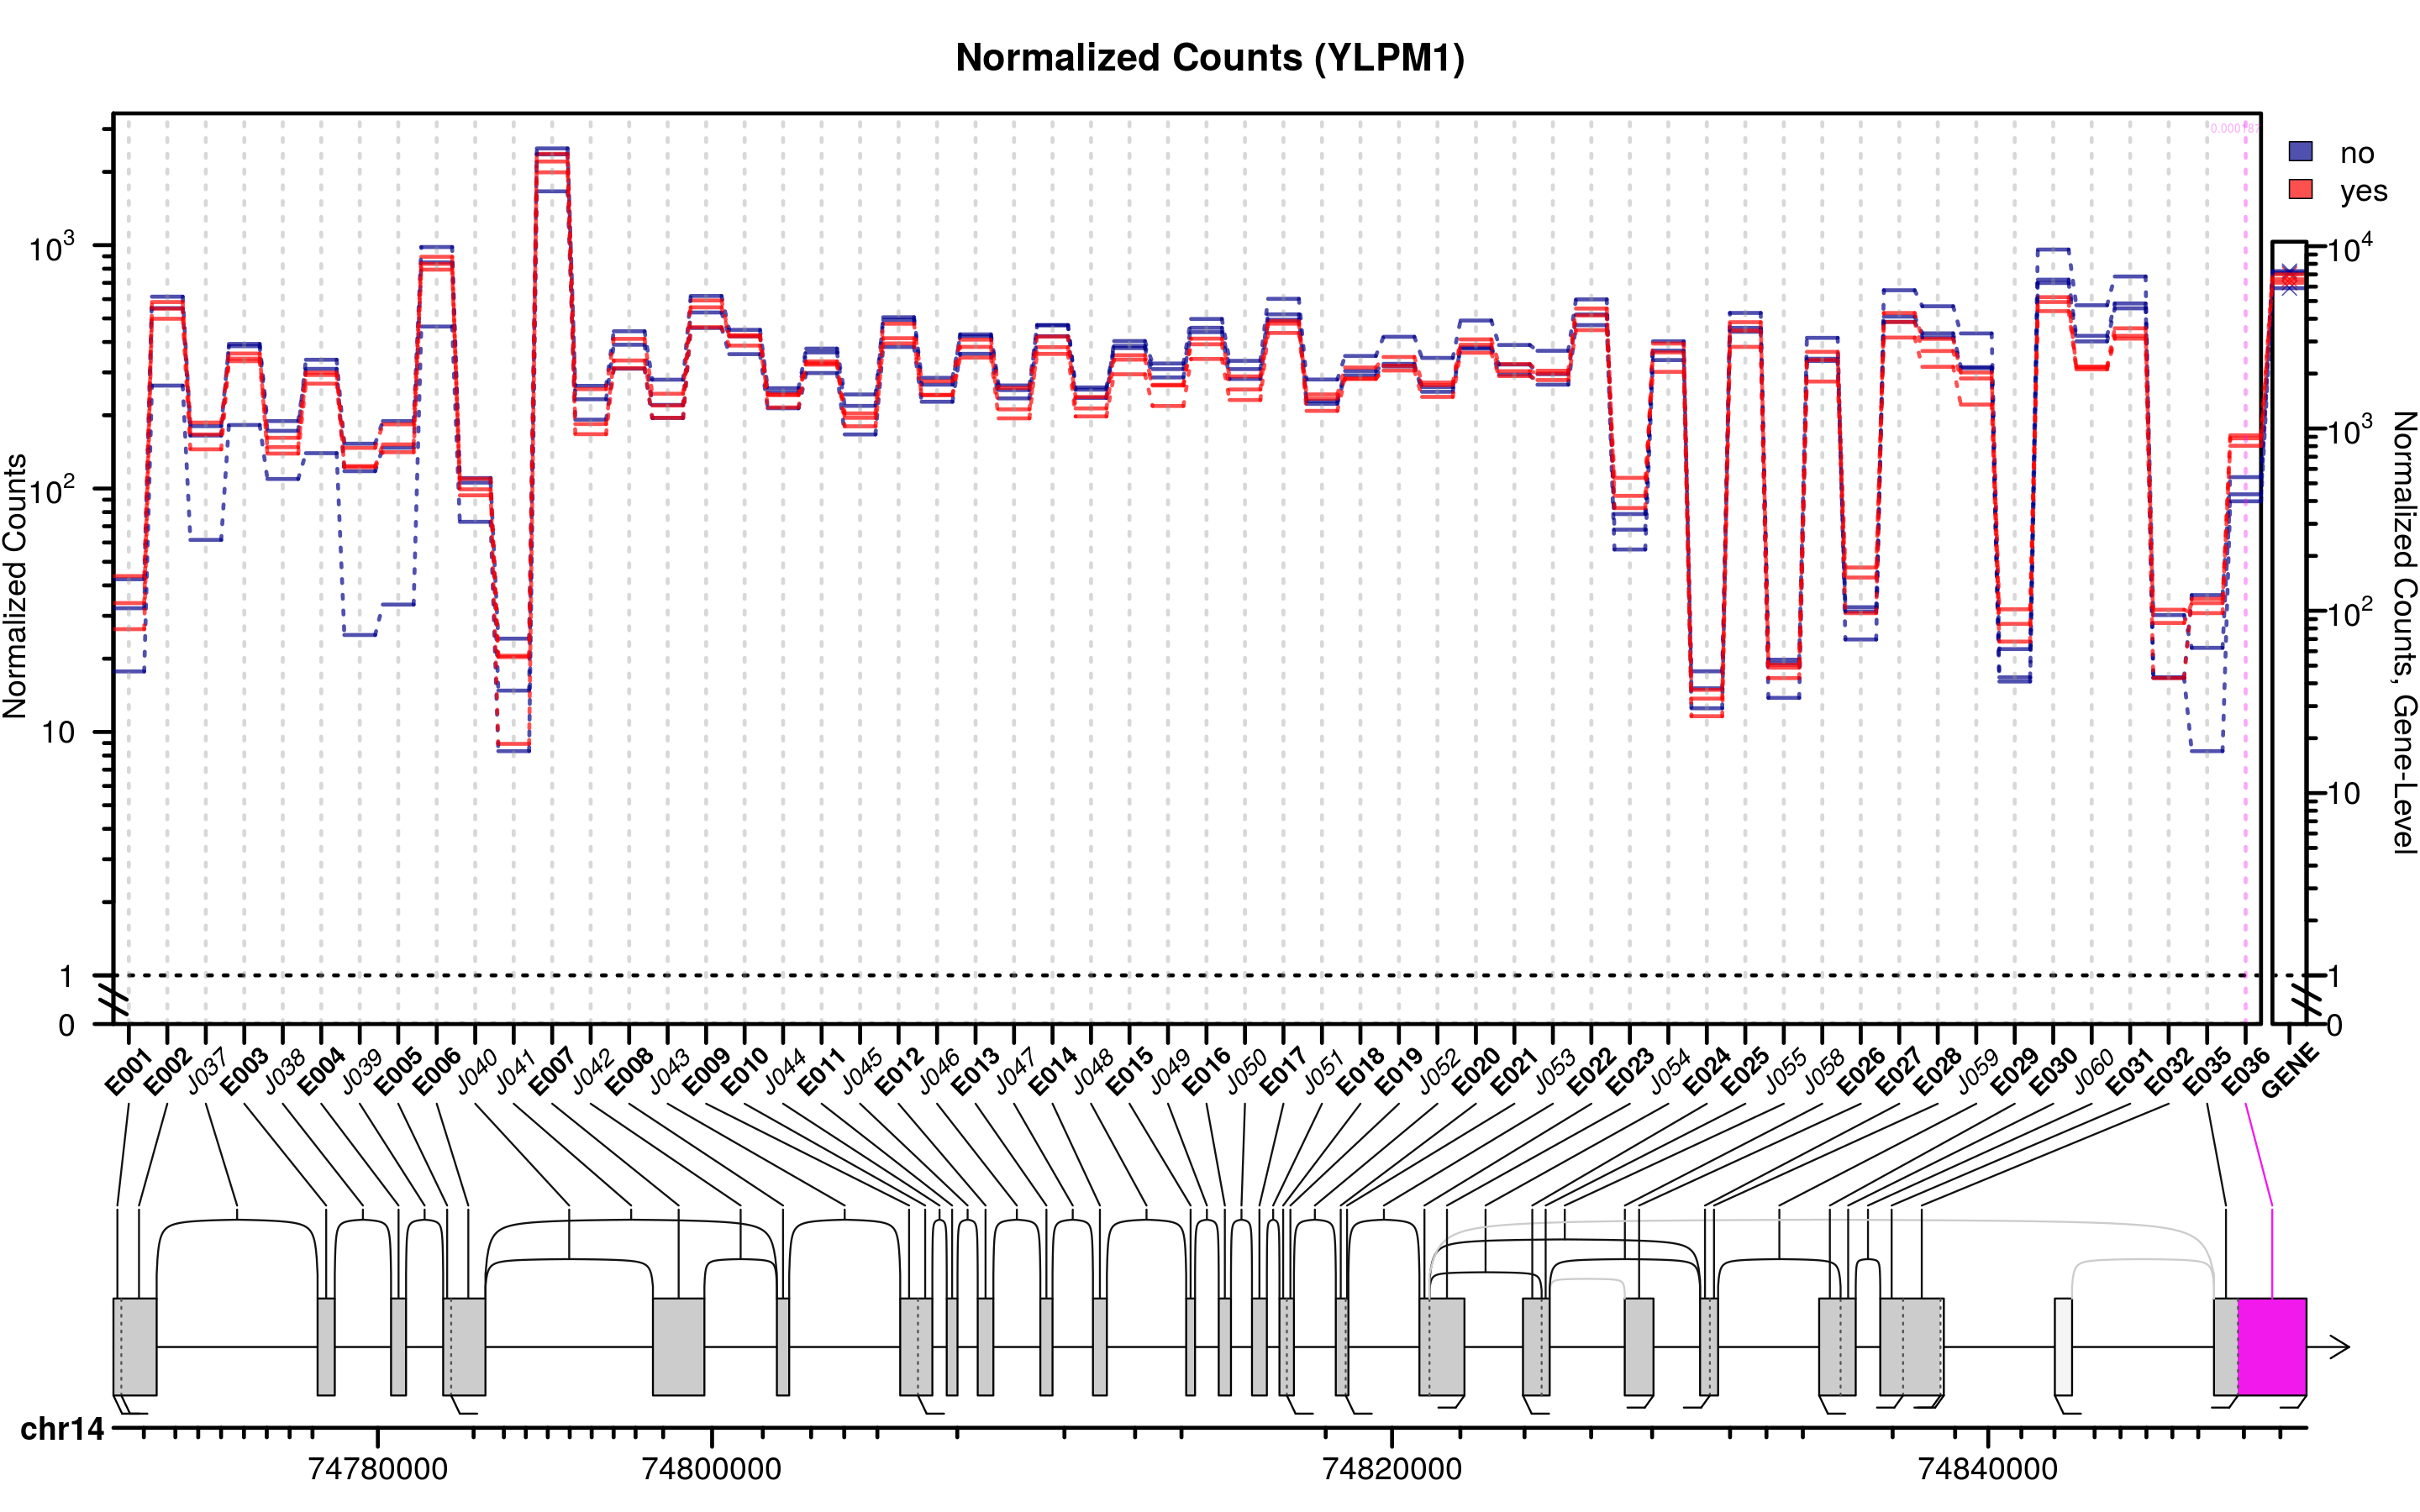 Normalized Counts (YLPM1)
0.000187
no
yes
Normalized Counts
10³
10²
10
1
0
10⁴
10³
10²
10
1
0
Normalized Counts, Gene-Level
E001 E002 J037 E003 J038 E004 J039 E005 E006 J040 J041 E007 J042 E008 J043 E009 E010 J044 E011 J045 E012 J046 E013 J047 E014 J048 E015 J049 E016 J050 E017 J051 E018 E019 J052 E020 E021 J053 E022 E023 J054 E024 E025 J055 J058 E026 E027 E028 J059 E029 E030 J060 E031 E032 E035 E036 GENE
chr14
74780000 74800000 74820000 74840000